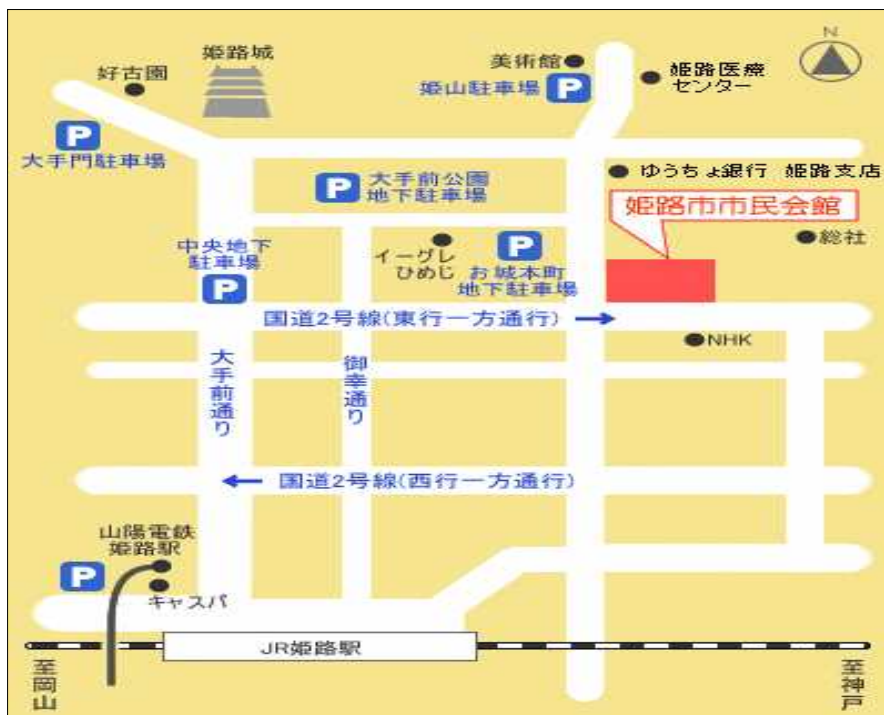 N
姫路城
好古園
美術館
姫路医療
センター
姫山駐車場
P
P
大手門駐車場
P
大手前公園
地下駐車場
ゆうちょ銀行 姫路支店
姫路市市民会館
総社
中央地下
駐車場
P
イーグレ
ひめじ
P
お城本町
地下駐車場
国道2号線(東行一方通行) →
NHK
大手前通り
御幸通り
← 国道2号線(西行一方通行)
山陽電鉄
姫路駅
P
キャスパ
JR姫路駅
至岡山
至神戸